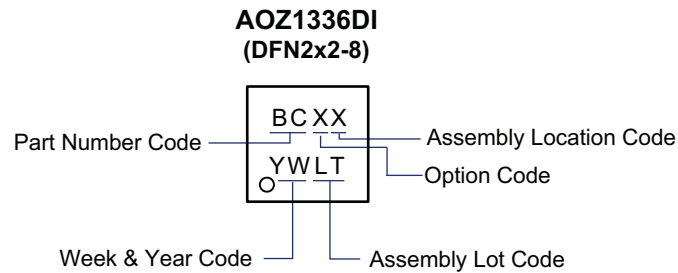 AOZ1336DI
(DFN2x2-8)
BCXX
Part Number Code
Assembly Location Code
YWLT
Option Code
Week & Year Code
Assembly Lot Code